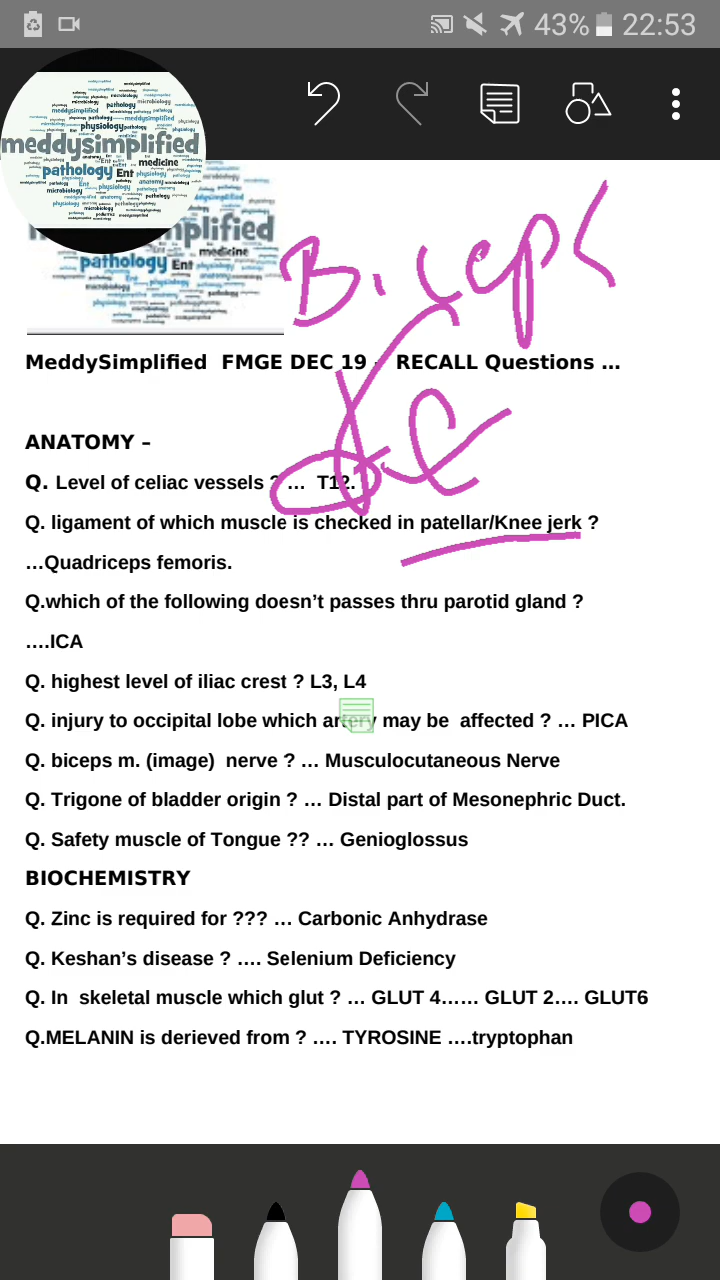 43% 22:53
meddysimplified
pathology Ent medicine
physiology
plified
medicine
pathology Ent
Biceps
MeddySimplified FMGE DEC 19 - RECALL Questions ...
ANATOMY –
Q. Level of celiac vessels ? ... T12.
Q. ligament of which muscle is checked in patellar/Knee jerk ?
...Quadriceps femoris.
Q.which of the following doesn't passes thru parotid gland ?
....ICA
Q. highest level of iliac crest ? L3, L4
Q. injury to occipital lobe which artery may be affected ? ... PICA
Q. biceps m. (image) nerve ? ... Musculocutaneous Nerve
Q. Trigone of bladder origin ? ... Distal part of Mesonephric Duct.
Q. Safety muscle of Tongue ?? ... Genioglossus
BIOCHEMISTRY
Q. Zinc is required for ??? ... Carbonic Anhydrase
Q. Keshan's disease ? .... Selenium Deficiency
Q. In skeletal muscle which glut ? ... GLUT 4...... GLUT 2.... GLUT6
Q.MELANIN is derieved from ? .... TYROSINE ....tryptophan